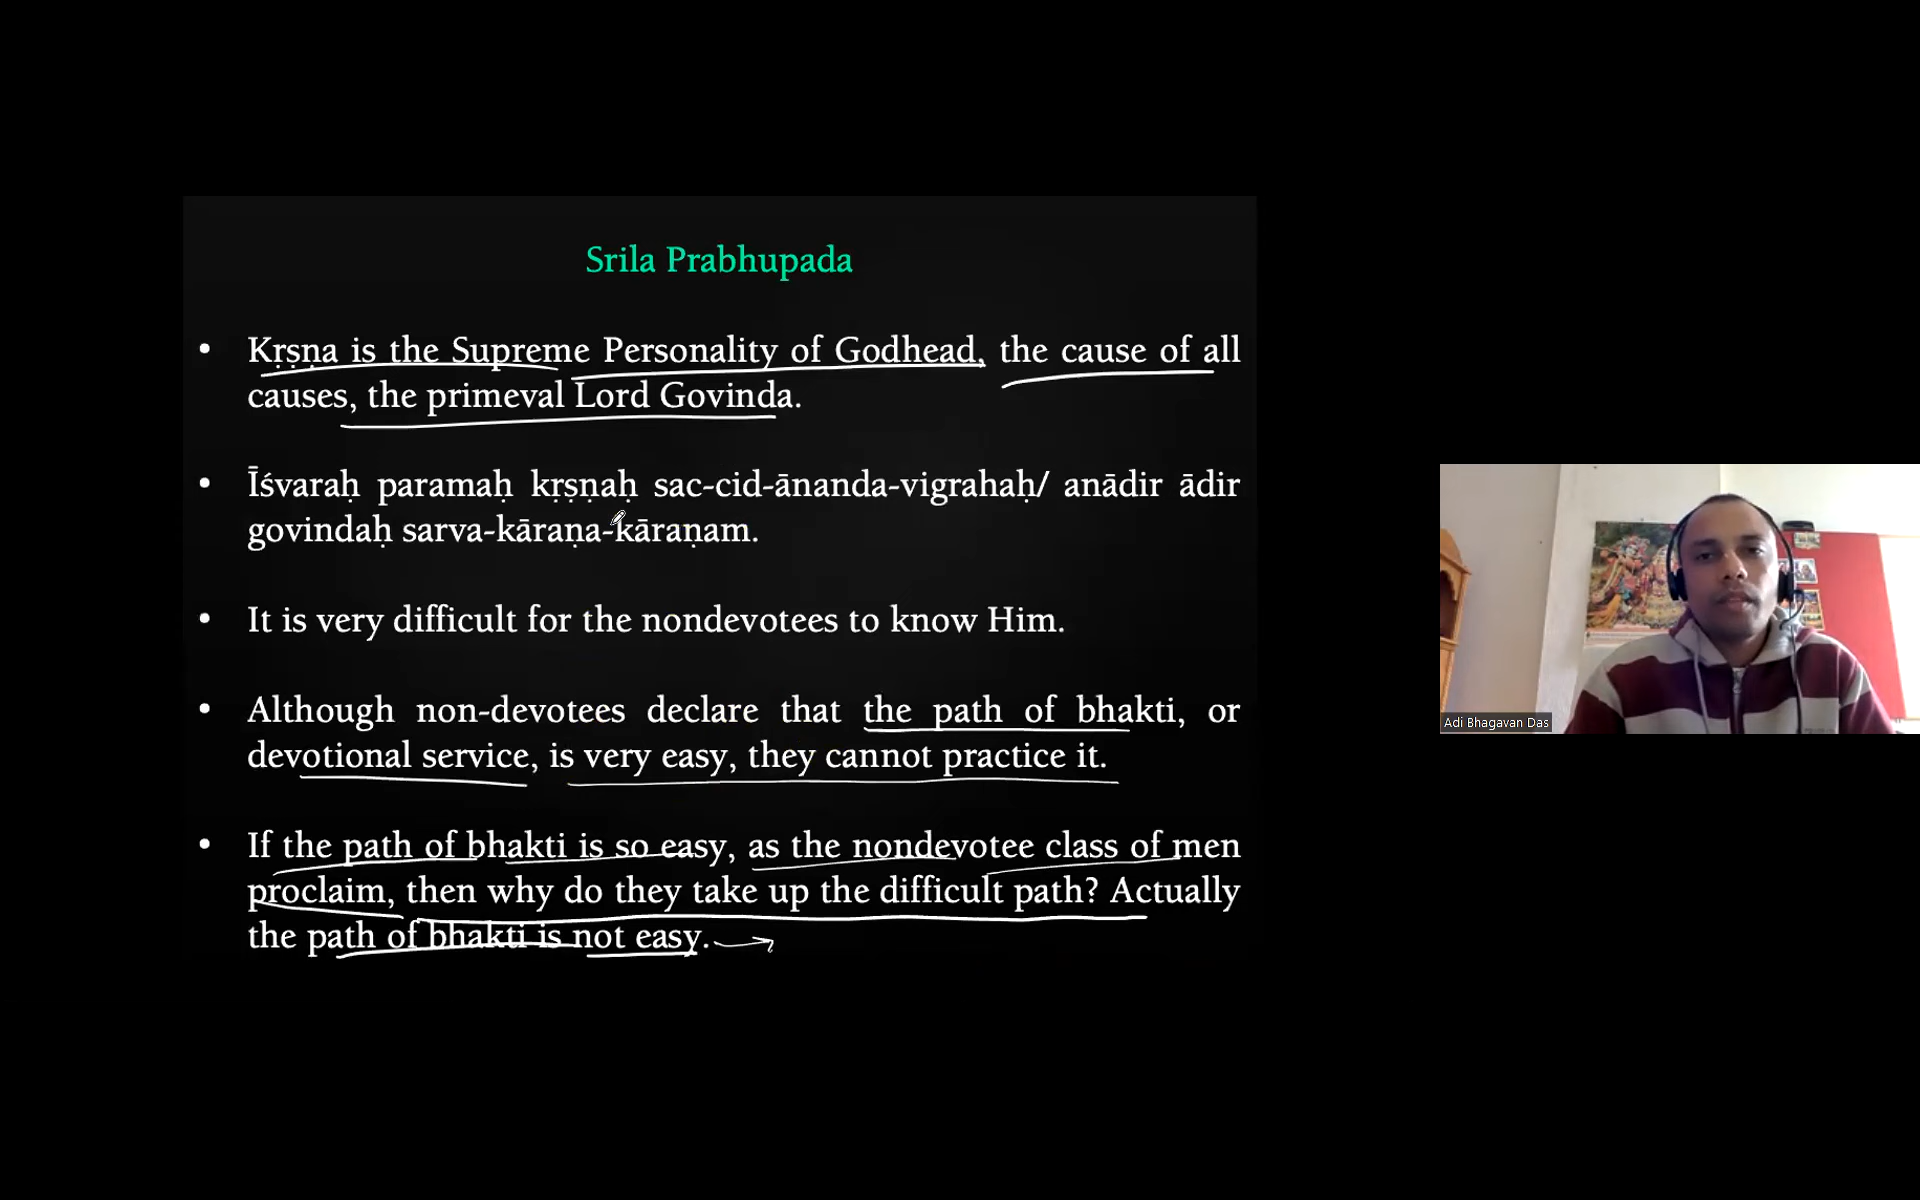 Srila Prabhupada
• Kṛṣṇa is the Supreme Personality of Godhead, the cause of all
causes, the primeval Lord Govinda.
• Īśvaraḥ paramaḥ kṛṣṇaḥ sac-cid-ānanda-vigrahaḥ/ anādir ādir
govindaḥ sarva-kāraṇa-kāraṇam.
• It is very difficult for the nondevotees to know Him.
• Although non-devotees declare that the path of bhakti, or
devotional service, is very easy, they cannot practice it.
• If the path of bhakti is so easy, as the nondevotee class of men
proclaim, then why do they take up the difficult path? Actually
the path of bhakti is not easy.
Adi Bhagavan Das